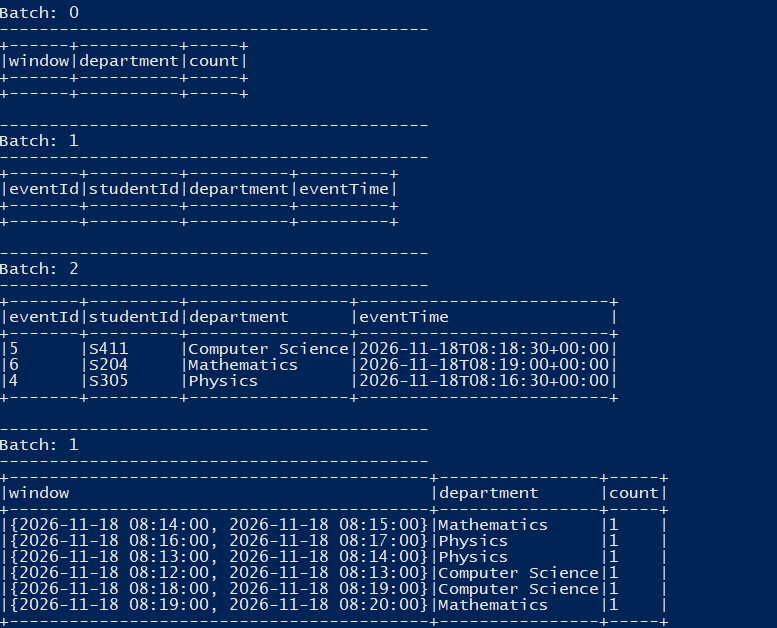 Batch: 0
-------------------------------------------
+------+----------+-----+
|window|department|count|
+------+----------+-----+
+------+----------+-----+

-------------------------------------------
Batch: 1
-------------------------------------------
+-------+---------+----------+---------+
|eventId|studentId|department|eventTime|
+-------+---------+----------+---------+
+-------+---------+----------+---------+

-------------------------------------------
Batch: 2
-------------------------------------------
+-------+---------+----------------+-------------------------+
|eventId|studentId|department      |eventTime                |
+-------+---------+----------------+-------------------------+
|5      |S411     |Computer Science|2026-11-18T08:18:30+00:00|
|6      |S204     |Mathematics     |2026-11-18T08:19:00+00:00|
|4      |S305     |Physics         |2026-11-18T08:16:30+00:00|
+-------+---------+----------------+-------------------------+

-------------------------------------------
Batch: 1
-------------------------------------------
+------------------------------------------+----------------+-----+
|window                                    |department      |count|
+------------------------------------------+----------------+-----+
|{2026-11-18 08:14:00, 2026-11-18 08:15:00}|Mathematics     |1    |
|{2026-11-18 08:16:00, 2026-11-18 08:17:00}|Physics         |1    |
|{2026-11-18 08:13:00, 2026-11-18 08:14:00}|Physics         |1    |
|{2026-11-18 08:12:00, 2026-11-18 08:13:00}|Computer Science|1    |
|{2026-11-18 08:18:00, 2026-11-18 08:19:00}|Computer Science|1    |
|{2026-11-18 08:19:00, 2026-11-18 08:20:00}|Mathematics     |1    |
+------------------------------------------+----------------+-----+